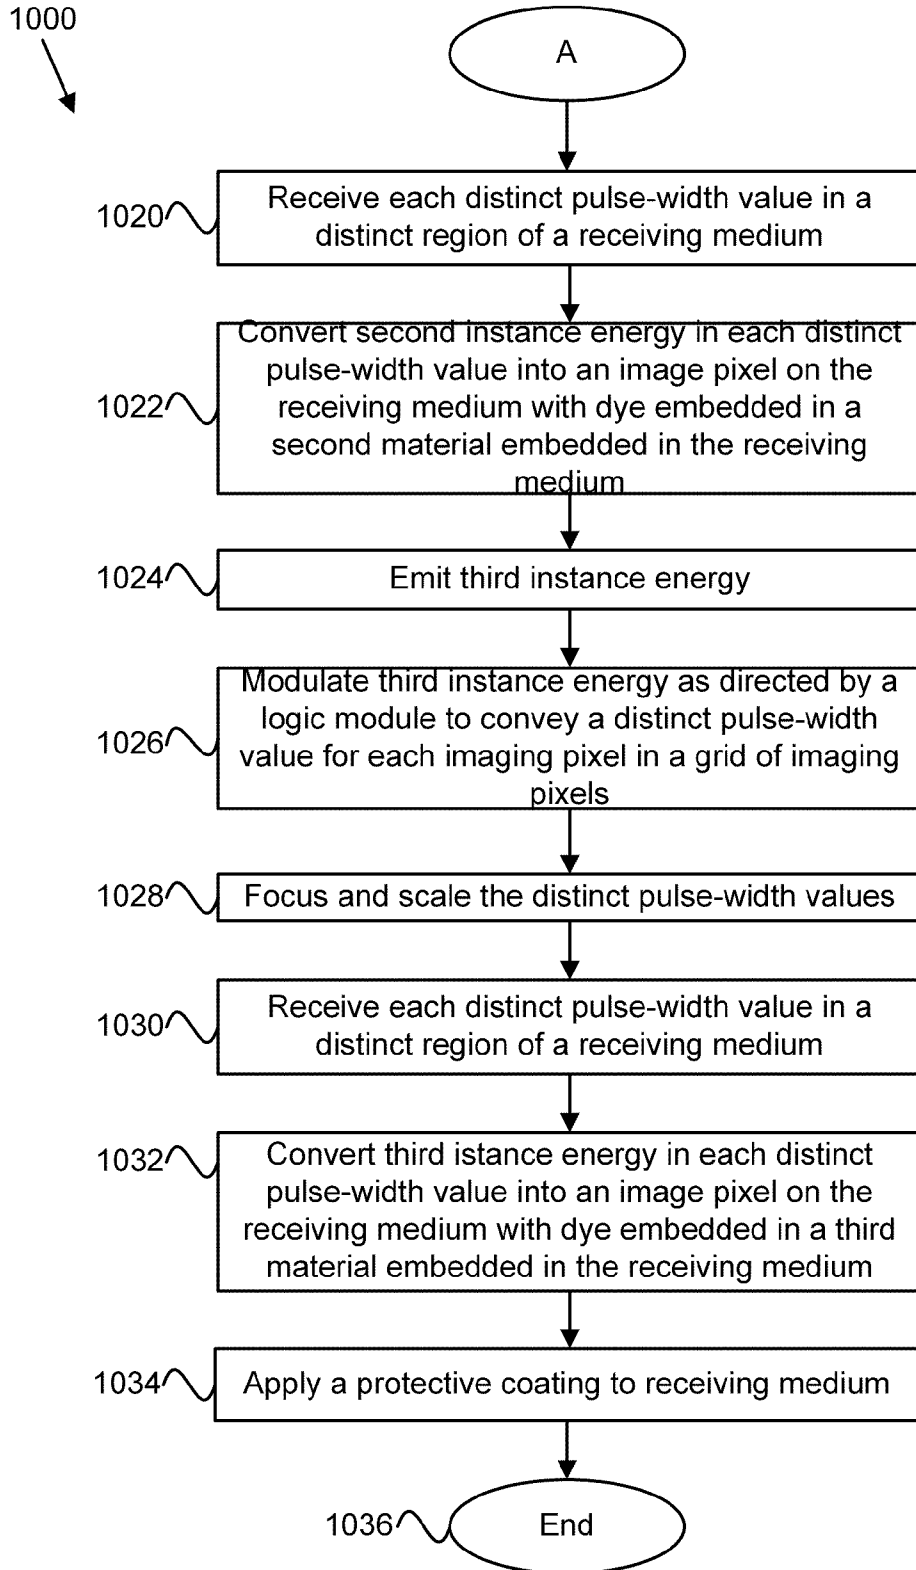 1000
A
1020
Receive each distinct pulse-width value in a
distinct region of a receiving medium
1022
Convert second instance energy in each distinct
pulse-width value into an image pixel on the
receiving medium with dye embedded in a
second material embedded in the receiving
medium
1024
Emit third instance energy
1026
Modulate third instance energy as directed by a
logic module to convey a distinct pulse-width
value for each imaging pixel in a grid of imaging
pixels
1028
Focus and scale the distinct pulse-width values
1030
Receive each distinct pulse-width value in a
distinct region of a receiving medium
1032
Convert third istance energy in each distinct
pulse-width value into an image pixel on the
receiving medium with dye embedded in a third
material embedded in the receiving medium
1034
Apply a protective coating to receiving medium
1036
End